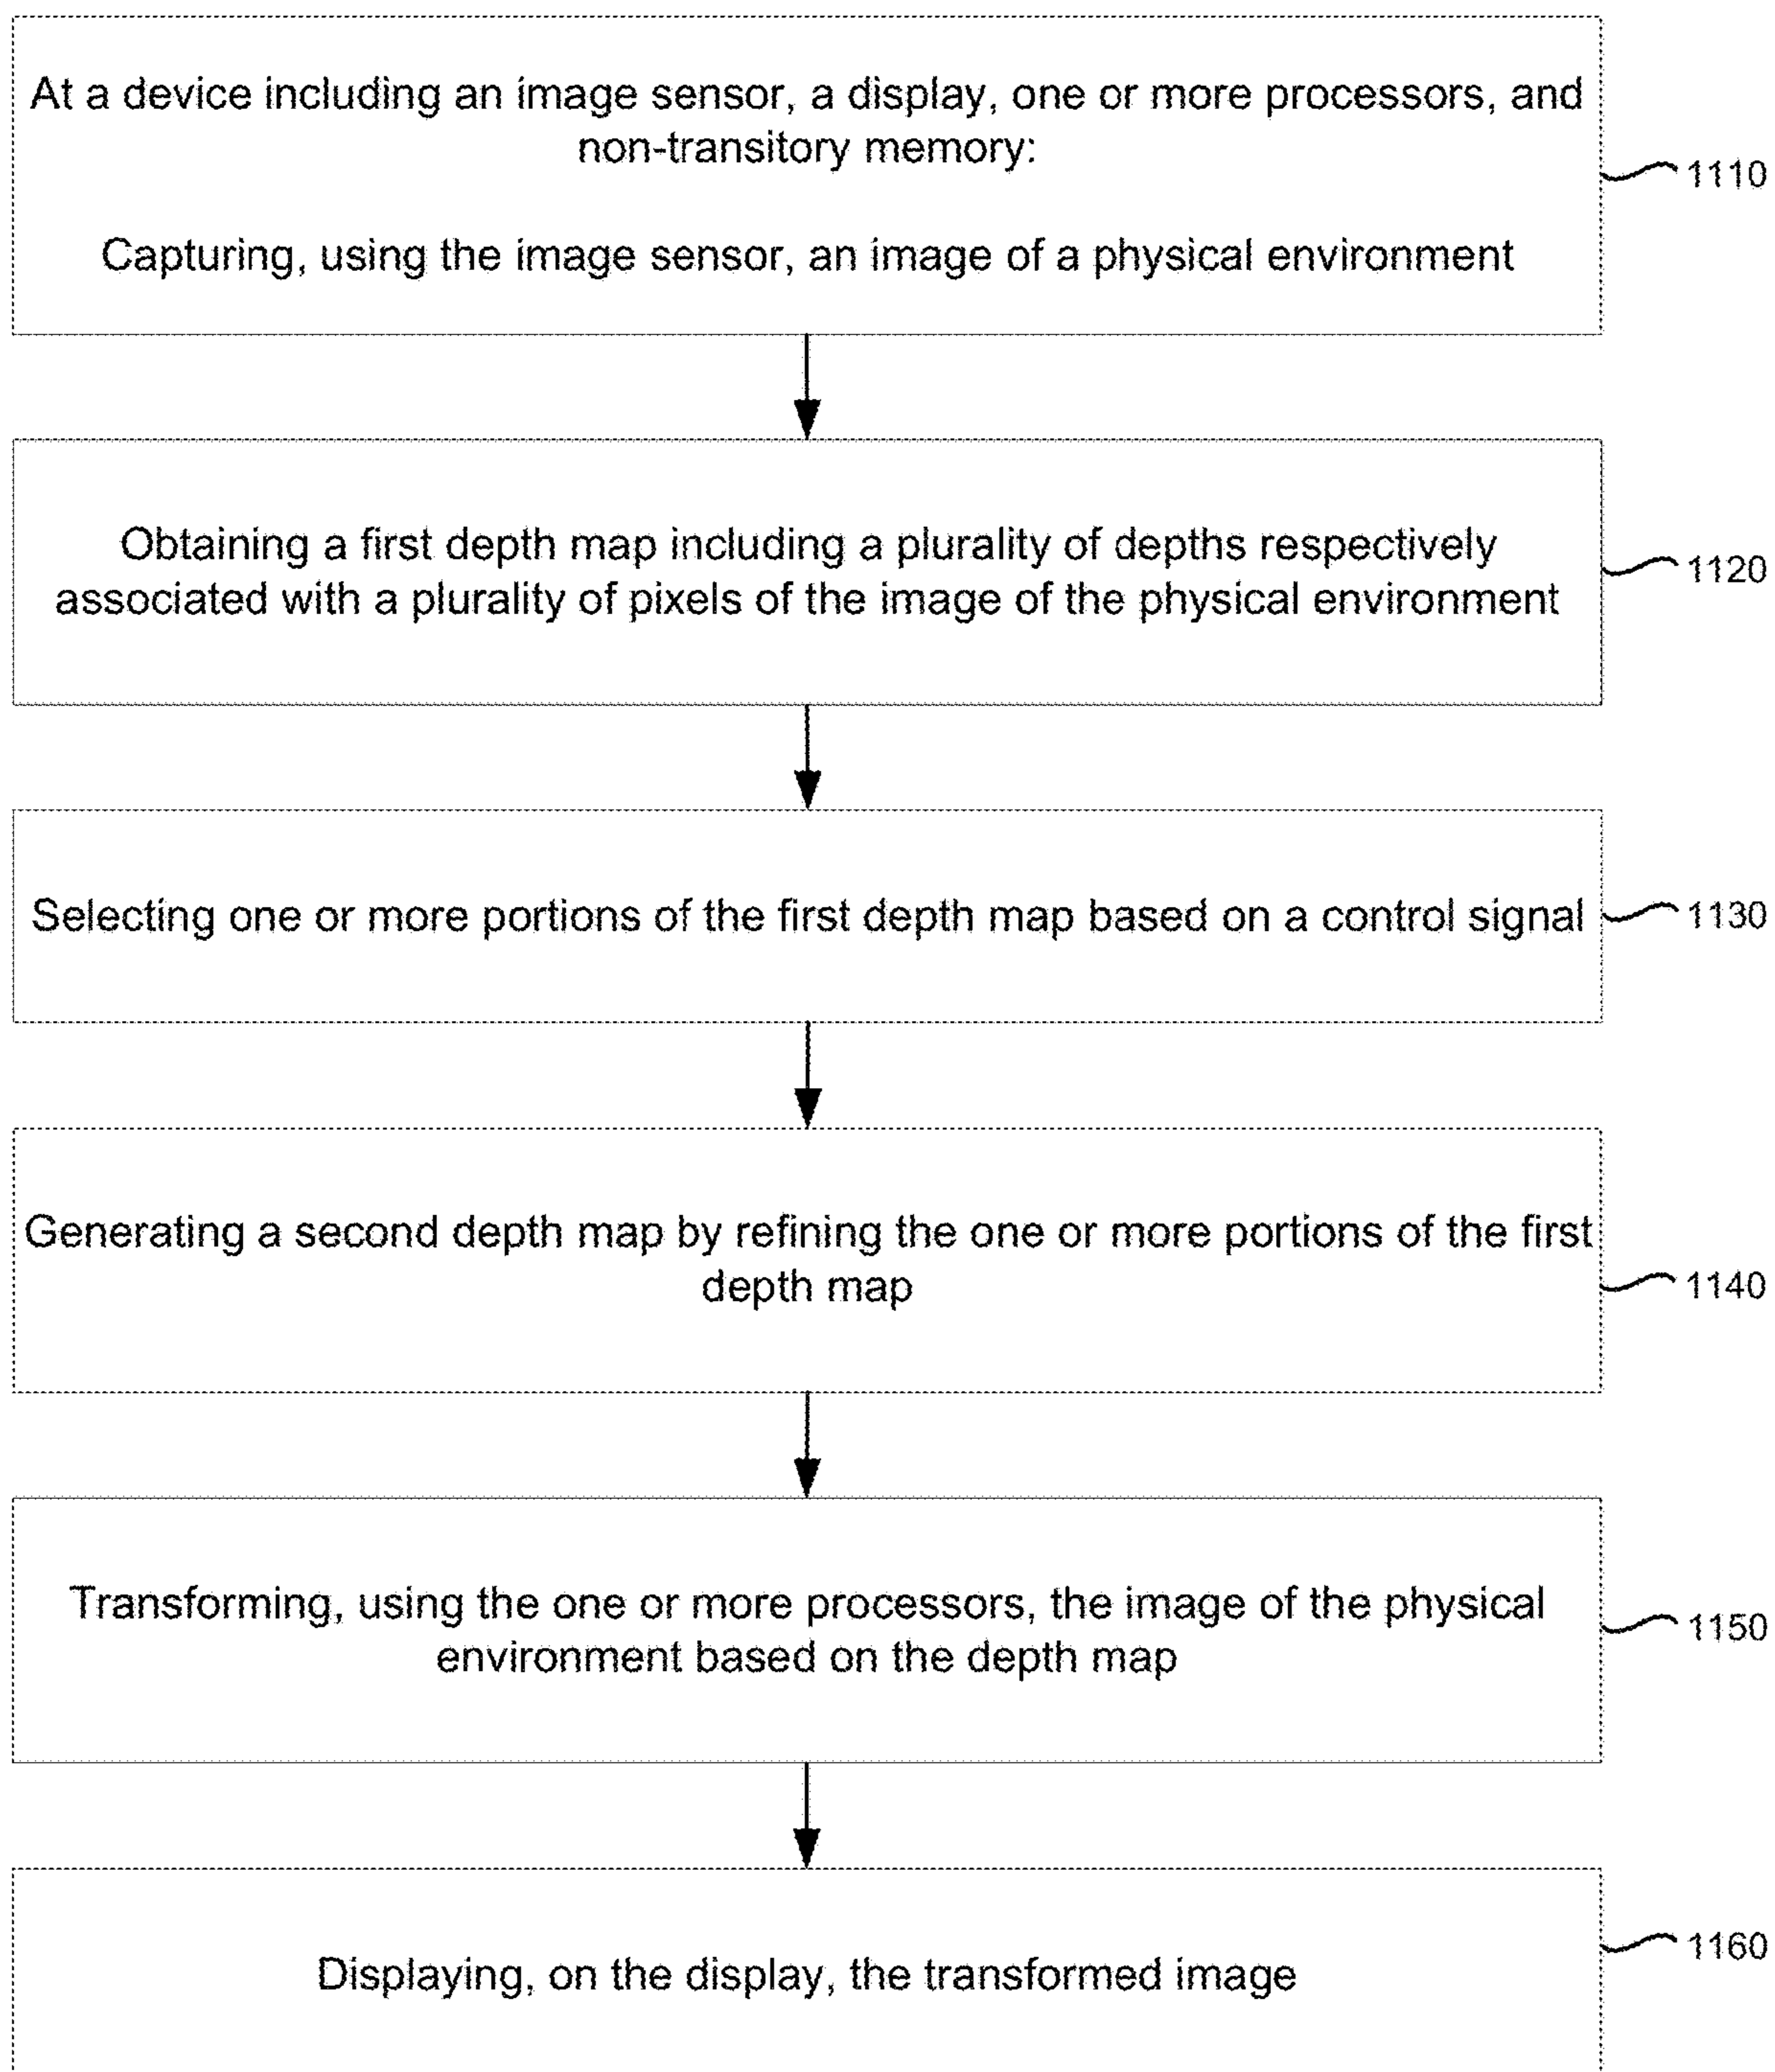 At a device including an image sensor, a display, one or more processors, and
non-transitory memory:
Capturing, using the image sensor, an image of a physical environment
1110
Obtaining a first depth map including a plurality of depths respectively
associated with a plurality of pixels of the image of the physical environment
1120
Selecting one or more portions of the first depth map based on a control signal
1130
Generating a second depth map by refining the one or more portions of the first
depth map
1140
Transforming, using the one or more processors, the image of the physical
environment based on the depth map
1150
Displaying, on the display, the transformed image
1160